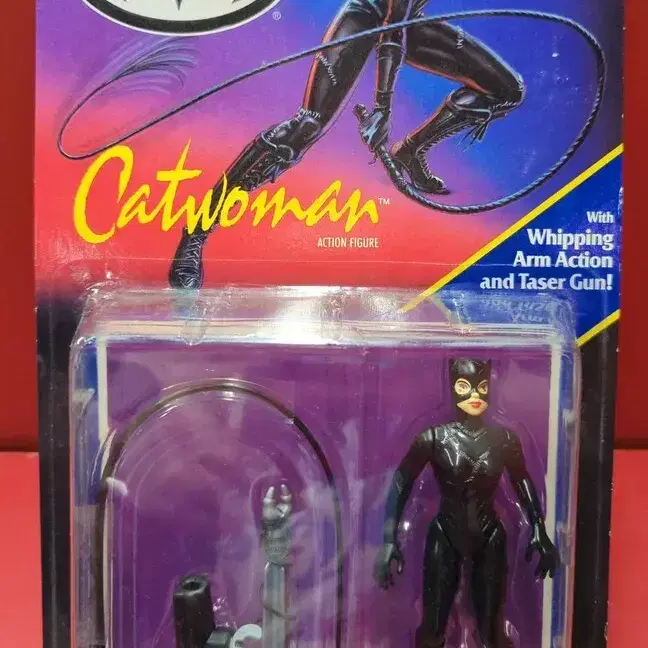 ®
Catwoman™
ACTION FIGURE
With
Whipping
Arm Action
and Taser Gun!